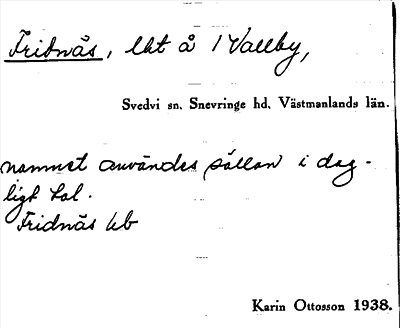 Fridnäs, lht å 1 Vallby,
Svedvi sn. Snevringe hd. Västmanlands län.
namnet användes sällan i dag-
ligt tal.
Fridnäs kb
Karin Ottosson 1938.